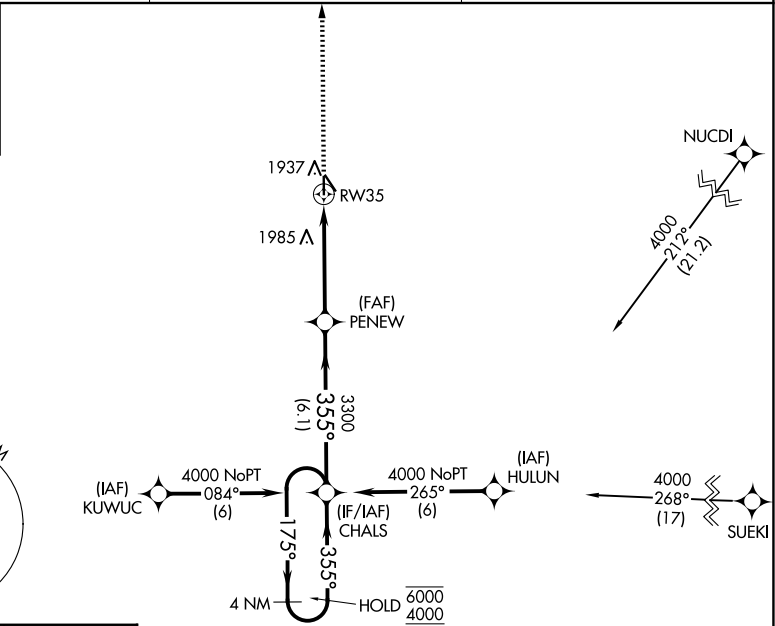 NUCDI
1937
RW35
4000
212°
(21.2)
1985
(FAF)
PENEW
3300
355°
(6.1)
(IAF)
KUWUC
4000 NoPT
084°
(6)
4000 NoPT
265°
(6)
(IAF)
HULUN
(IF/IAF)
CHALS
4000
268°
(17)
SUEKI
175°
355°
4 NM
HOLD
6000
4000